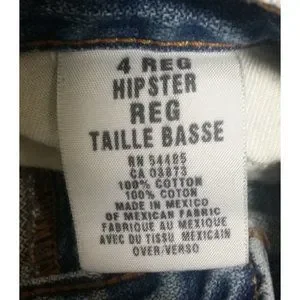 4 REG
HIPSTER
REG
TAILLE BASSE
RN 54485
CA 03873
100% COTTON
100% COTON
MADE IN MEXICO
OF MEXICAN FABRIC
FABRIQUE AU MEXIQUE
AVEC DU TISSU MEXICAIN
OVER/VERSO